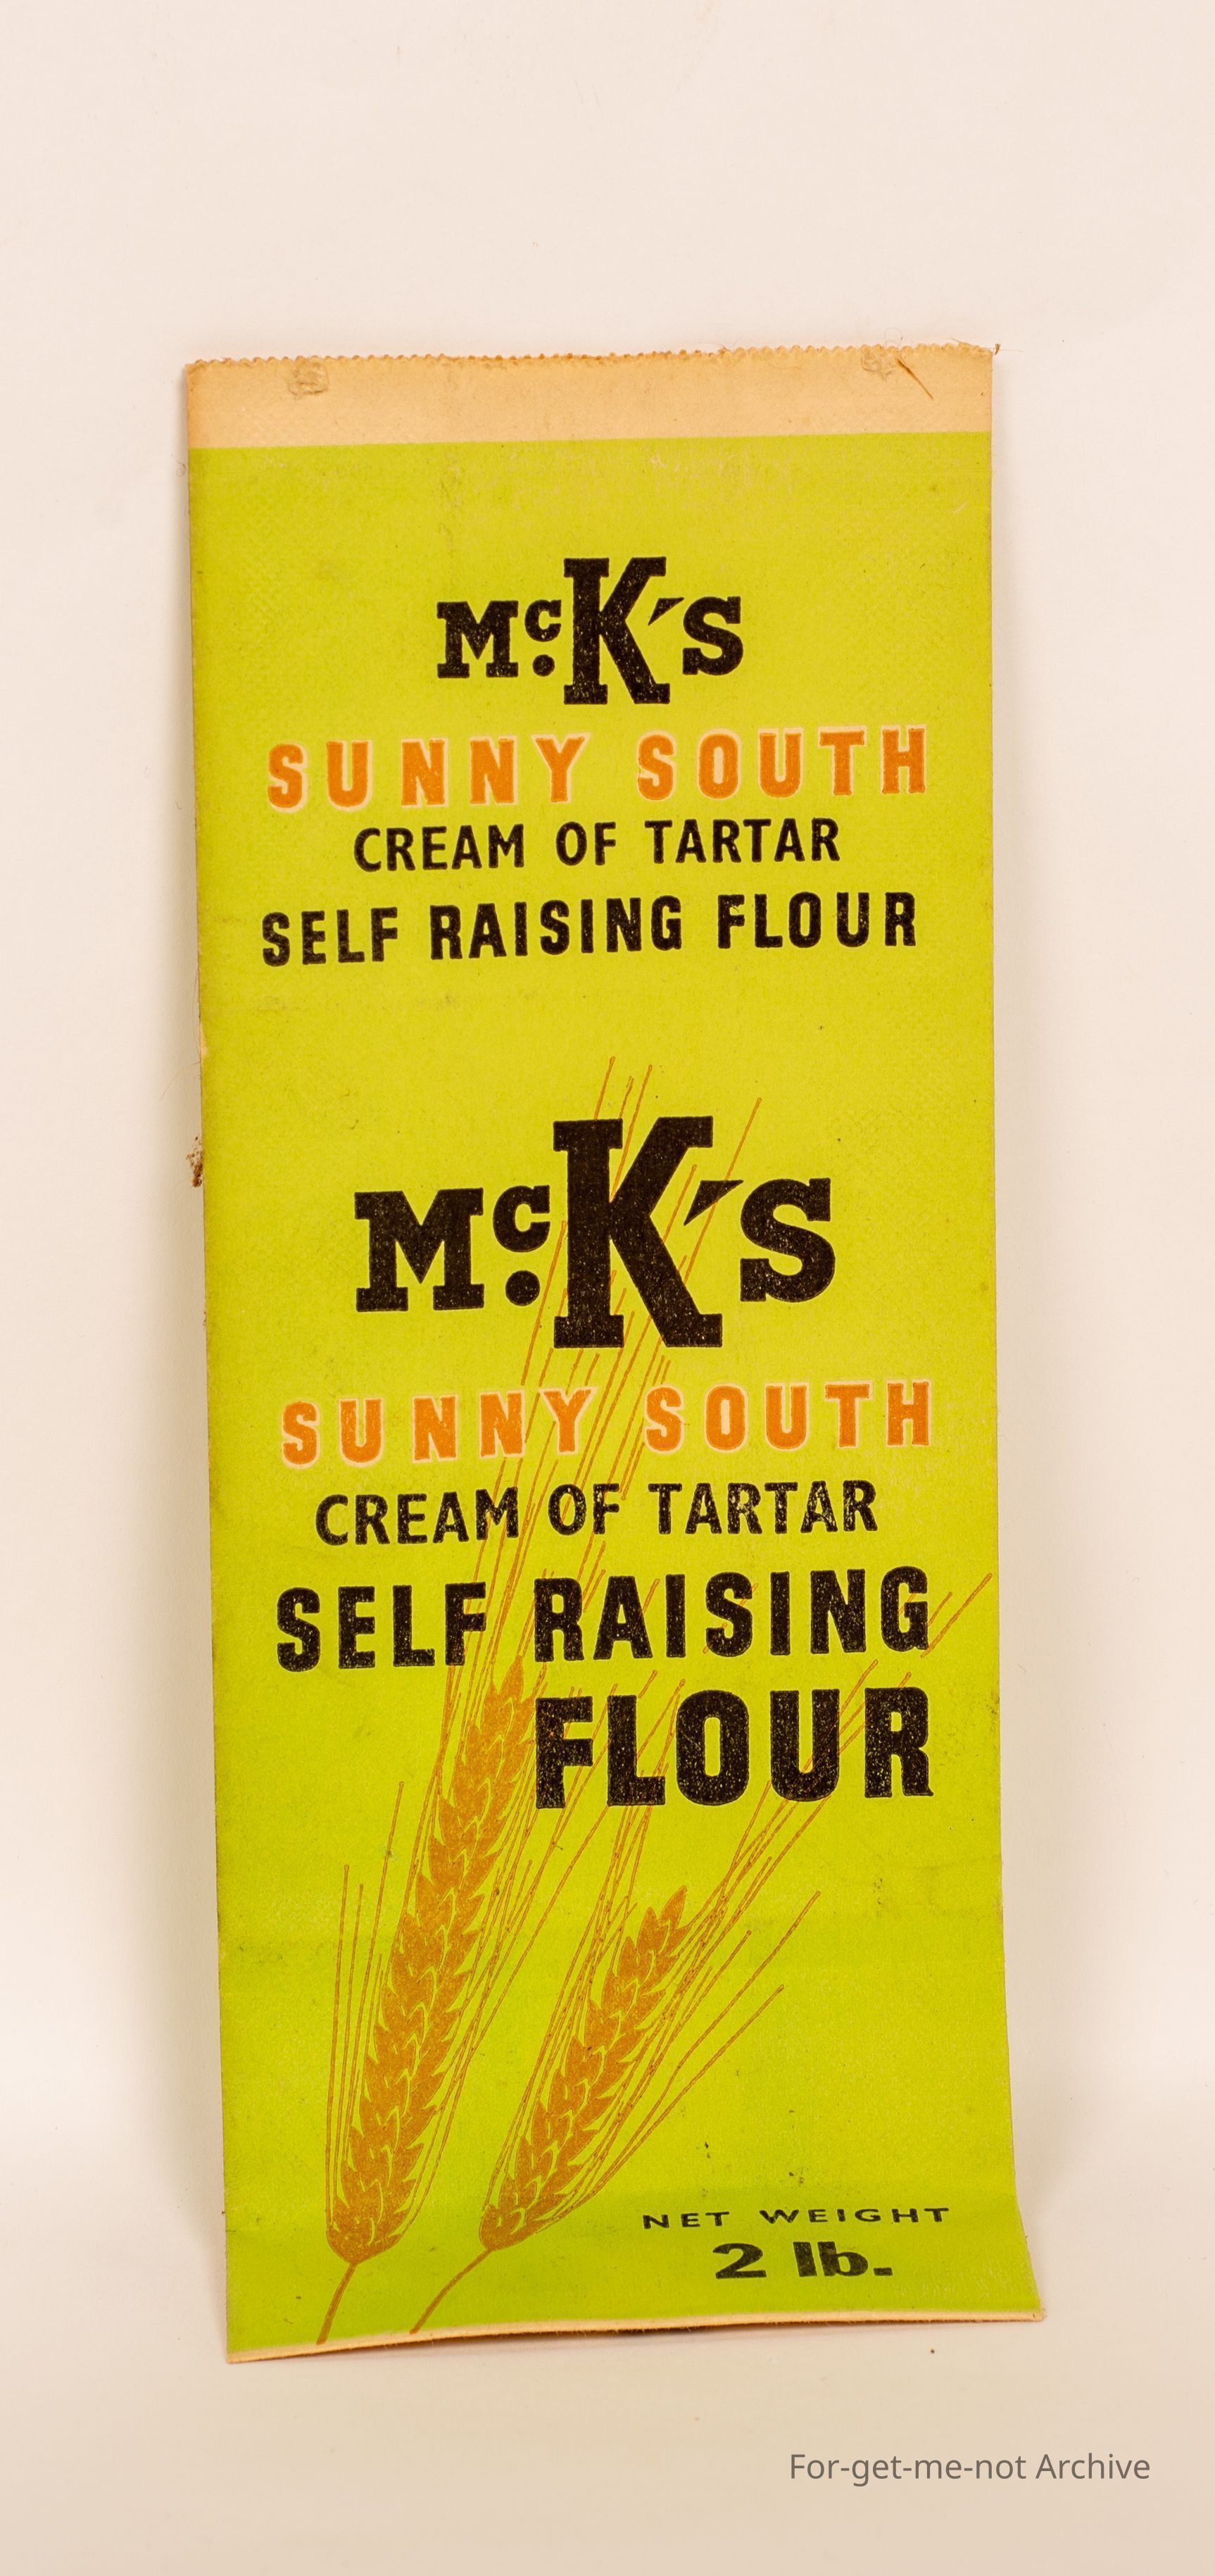 McK's
SUNNY SOUTH
CREAM OF TARTAR
SELF RAISING FLOUR
McK's
SUNNY SOUTH
CREAM OF TARTAR
SELF RAISING
FLOUR
NET WEIGHT
2 lb.
For-get-me-not Archive